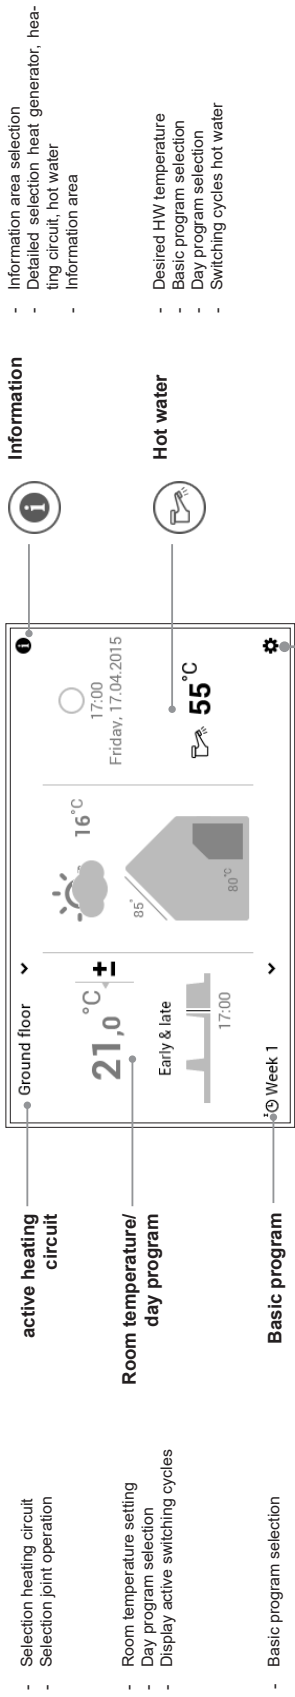 - Selection heating circuit
- Selection joint operation
active heating
circuit
- Room temperature setting
- Day program selection
- Display active switching cycles
Room temperature/
day program
- Basic program selection
Basic program
Ground floor
21,0 °C ±
Early & late
17:00
Week 1
16°C
85°
80°C
i
17:00
Friday, 17.04.2015
55°C
Information
- Information area selection
- Detailed selection heat generator, hea-
ting circuit, hot water
- Information area
Hot water
- Desired HW temperature
- Basic program selection
- Day program selection
- Switching cycles hot water